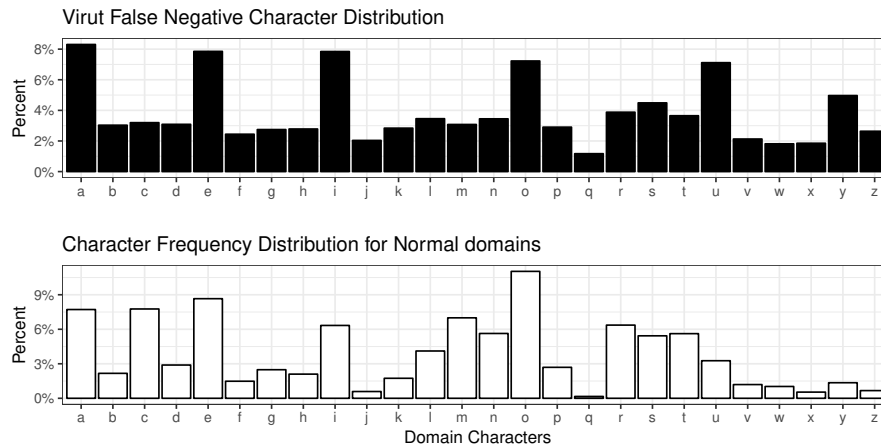 Virut False Negative Character Distribution
8%
6%
4%
2%
0%
Percent
a b c d e f g h i j k l m n o p q r s t u v w x y z
Character Frequency Distribution for Normal domains
9%
6%
3%
0%
Percent
a b c d e f g h i j k l m n o p q r s t u v w x y z
Domain Characters